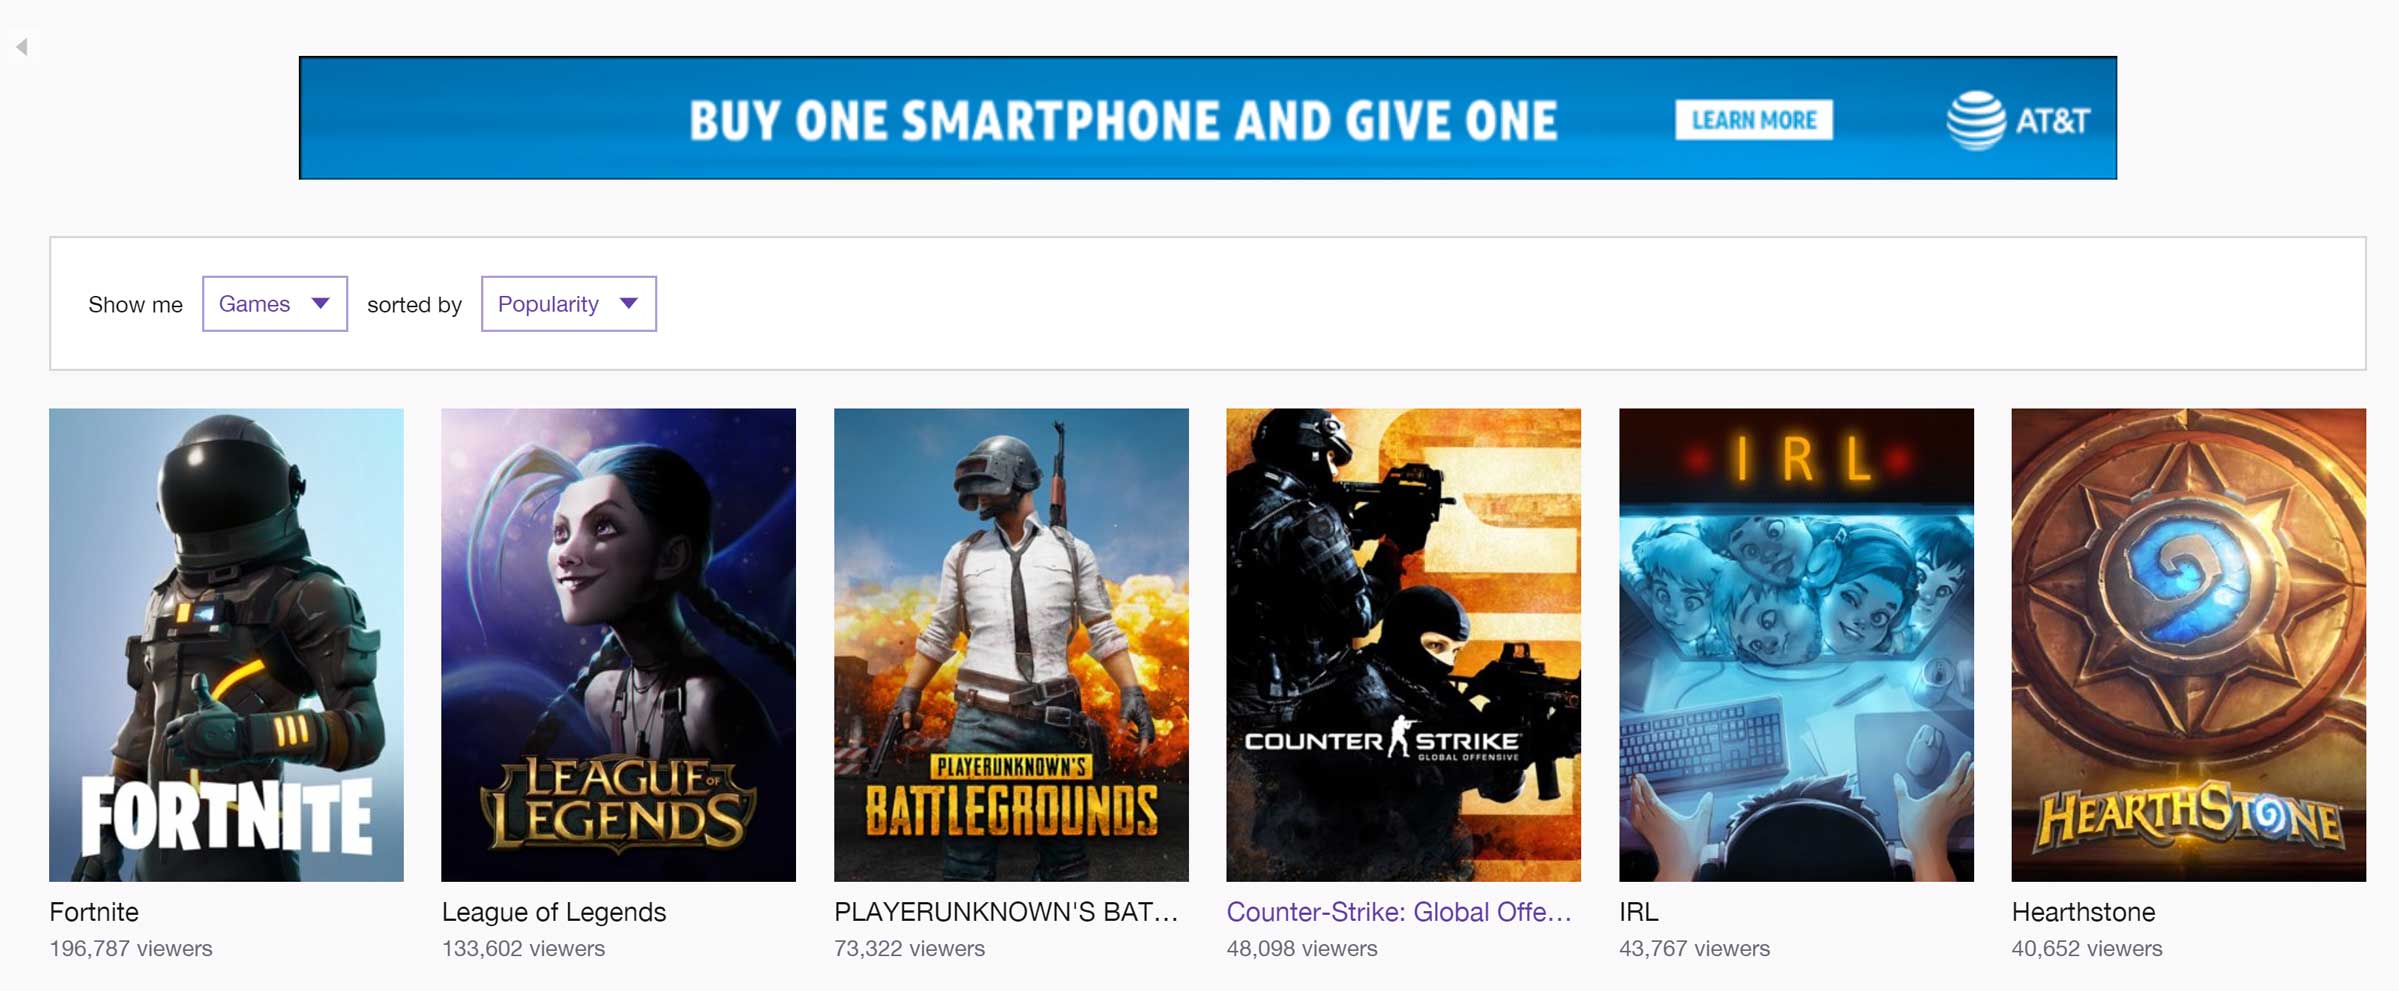 BUY ONE SMARTPHONE AND GIVE ONE
LEARN MORE
AT&T
Show me
Games
sorted by
Popularity
FORTNITE
LEAGUE OF
LEGENDS
PLAYERUNKNOWN'S
BATTLEGROUNDS
COUNTER STRIKE
GLOBAL OFFENSIVE
IRL
HEARTHSTONE
Fortnite
196,787 viewers
League of Legends
133,602 viewers
PLAYERUNKNOWN'S BAT...
73,322 viewers
Counter-Strike: Global Offe...
48,098 viewers
IRL
43,767 viewers
Hearthstone
40,652 viewers